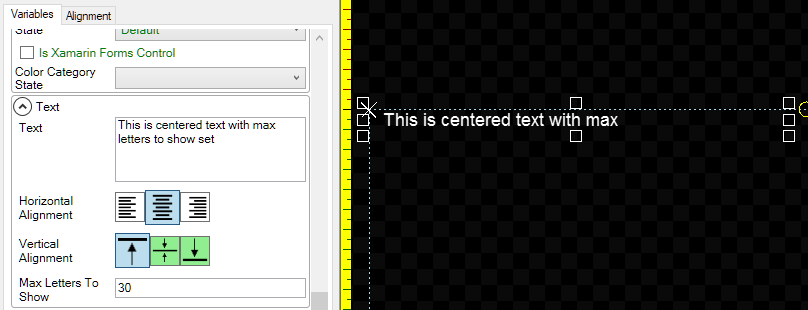 Variables
Alignment
State
Default
Is Xamarin Forms Control
Color Category
State
Text
Text
This is centered text with max
letters to show set
Horizontal
Alignment
Vertical
Alignment
Max Letters To
Show
30
This is centered text with max